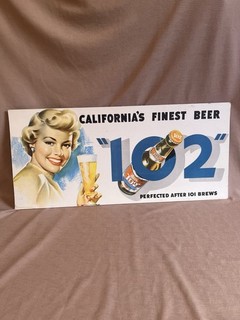 CALIFORNIA'S FINEST BEER
"102"
PERFECTED AFTER 101 BREWS